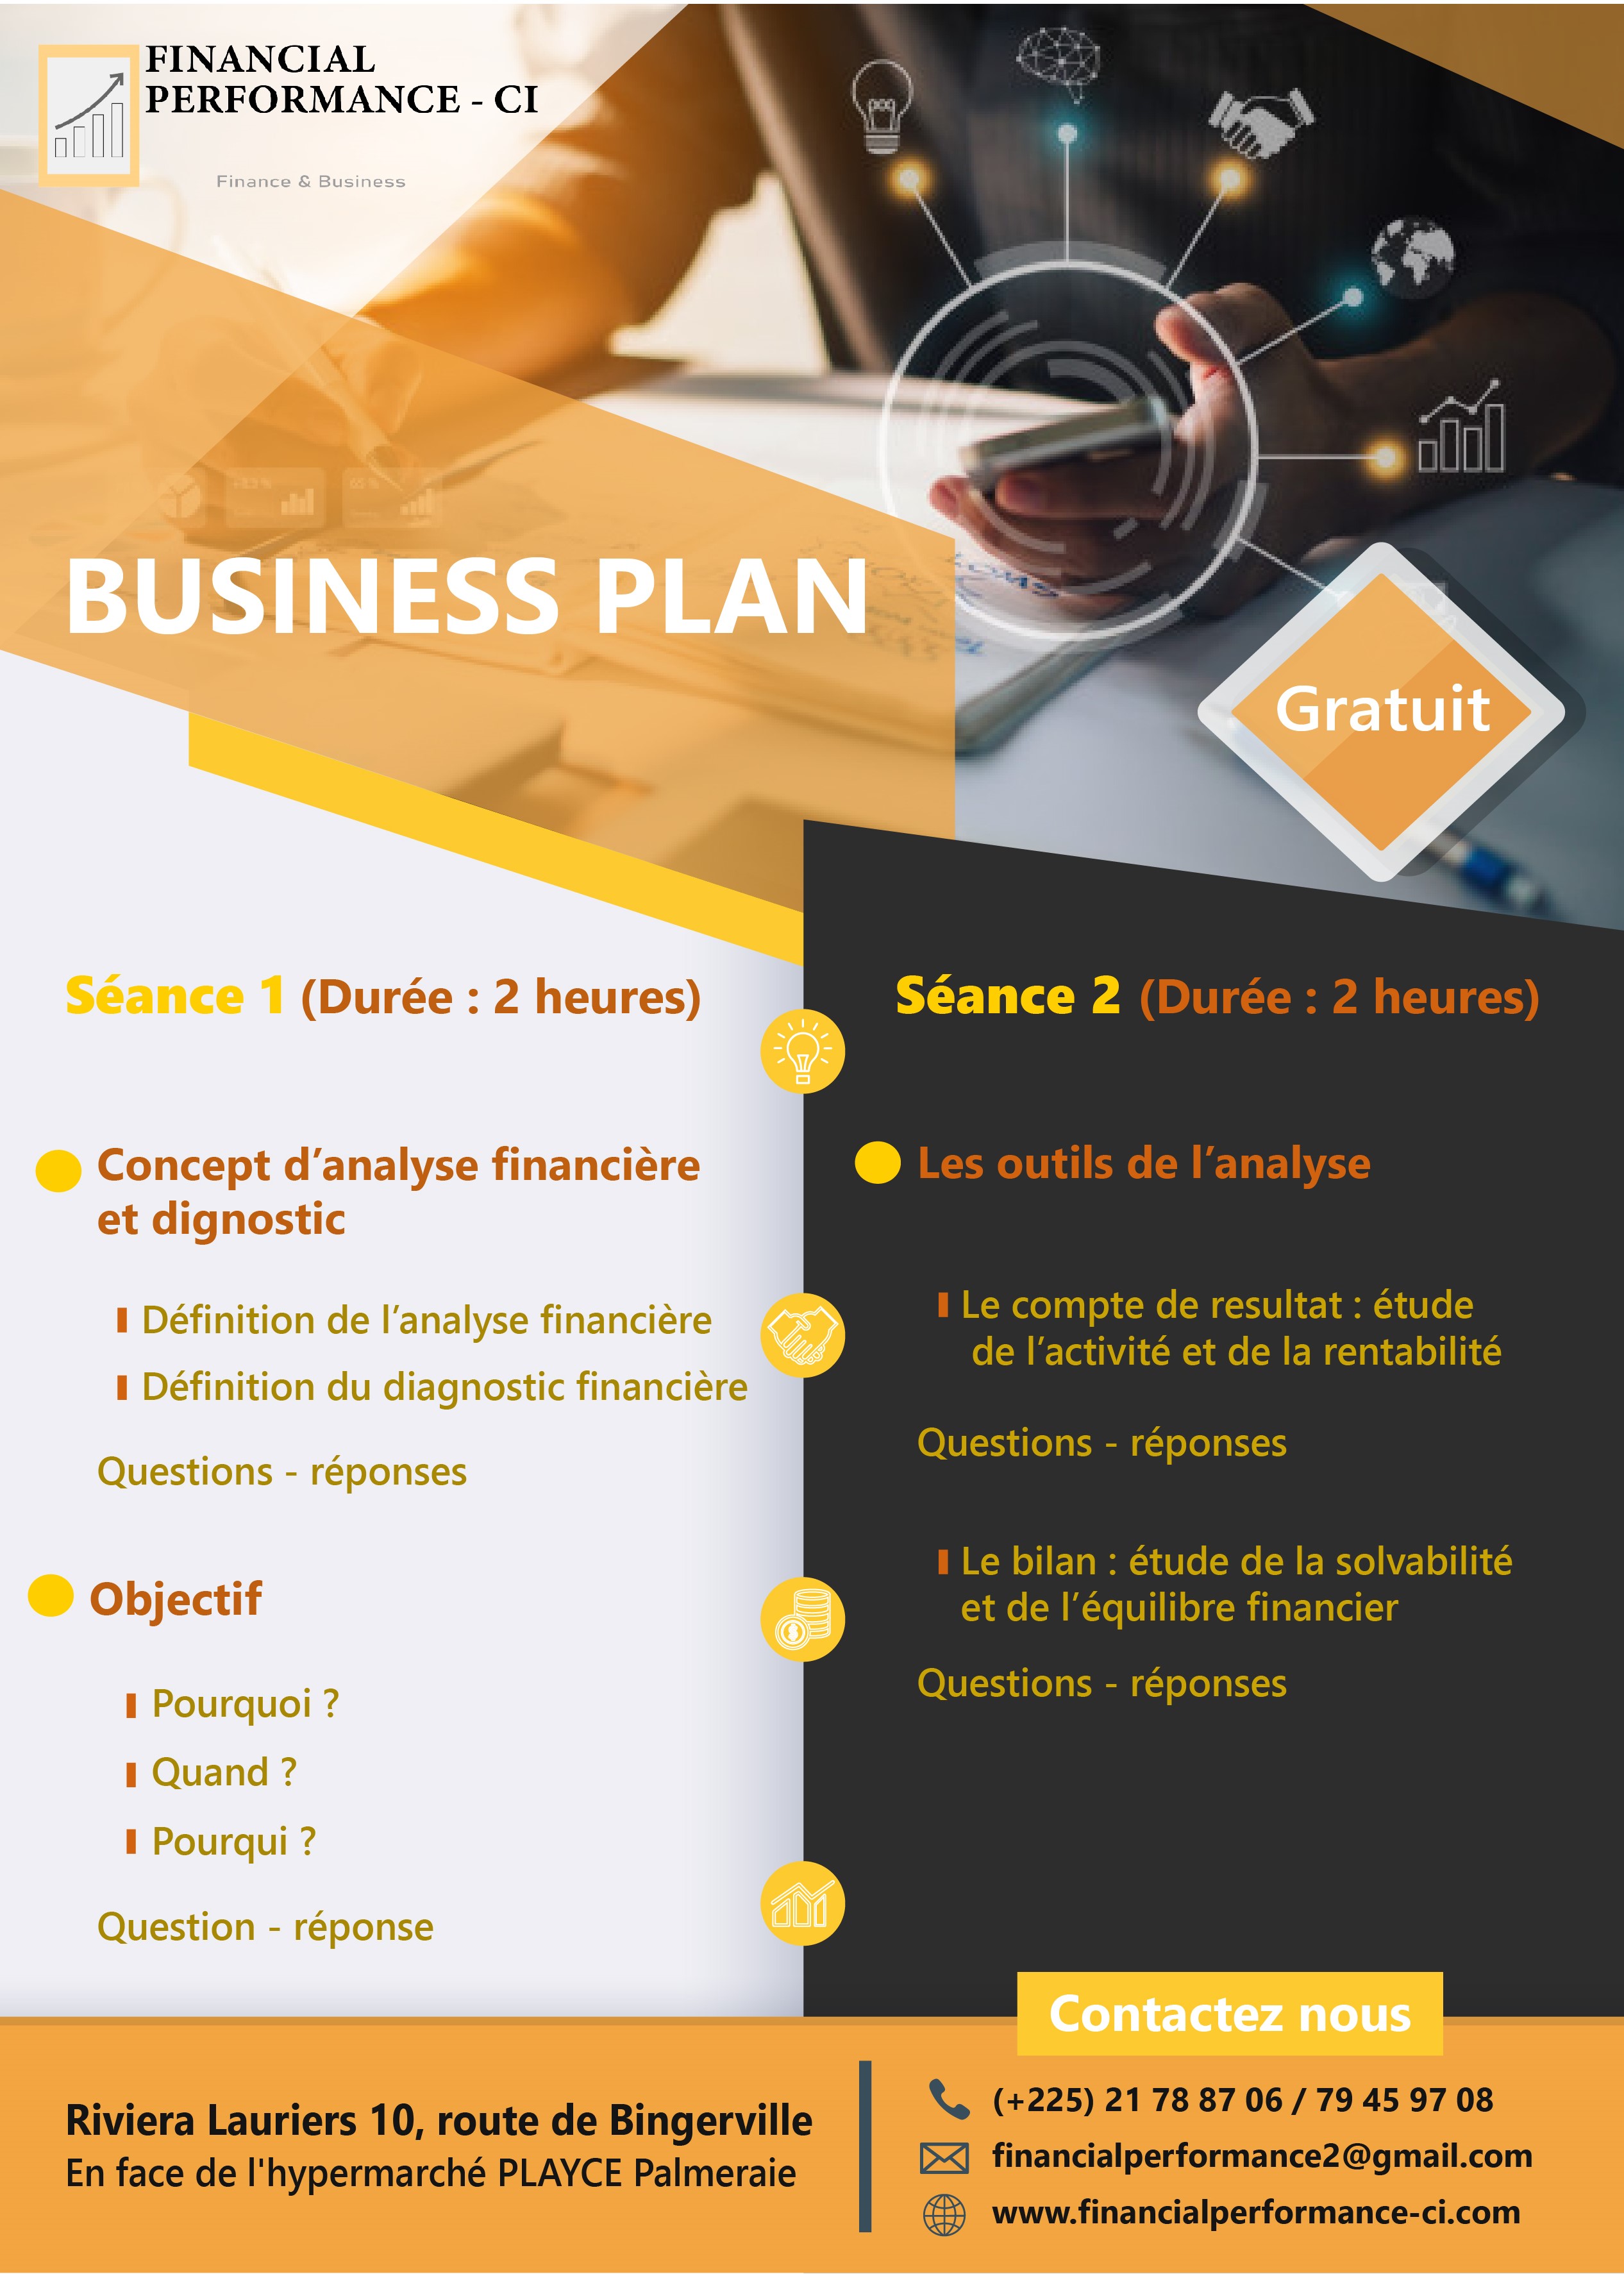 FINANCIAL
PERFORMANCE - CI
Finance & Business
BUSINESS PLAN
Gratuit
Séance 1 (Durée : 2 heures)
Concept d’analyse financière
et dignostic
Définition de l’analyse financière
Définition du diagnostic financière
Questions - réponses
Objectif
Pourquoi ?
Quand ?
Pourqui ?
Question - réponse
Séance 2 (Durée : 2 heures)
Les outils de l’analyse
Le compte de resultat : étude
de l’activité et de la rentabilité
Questions - réponses
Le bilan : étude de la solvabilité
et de l’équilibre financier
Questions - réponses
Contactez nous
Riviera Lauriers 10, route de Bingerville
En face de l'hypermarché PLAYCE Palmeraie
(+225) 21 78 87 06 / 79 45 97 08
financialperformance2@gmail.com
www.financialperformance-ci.com